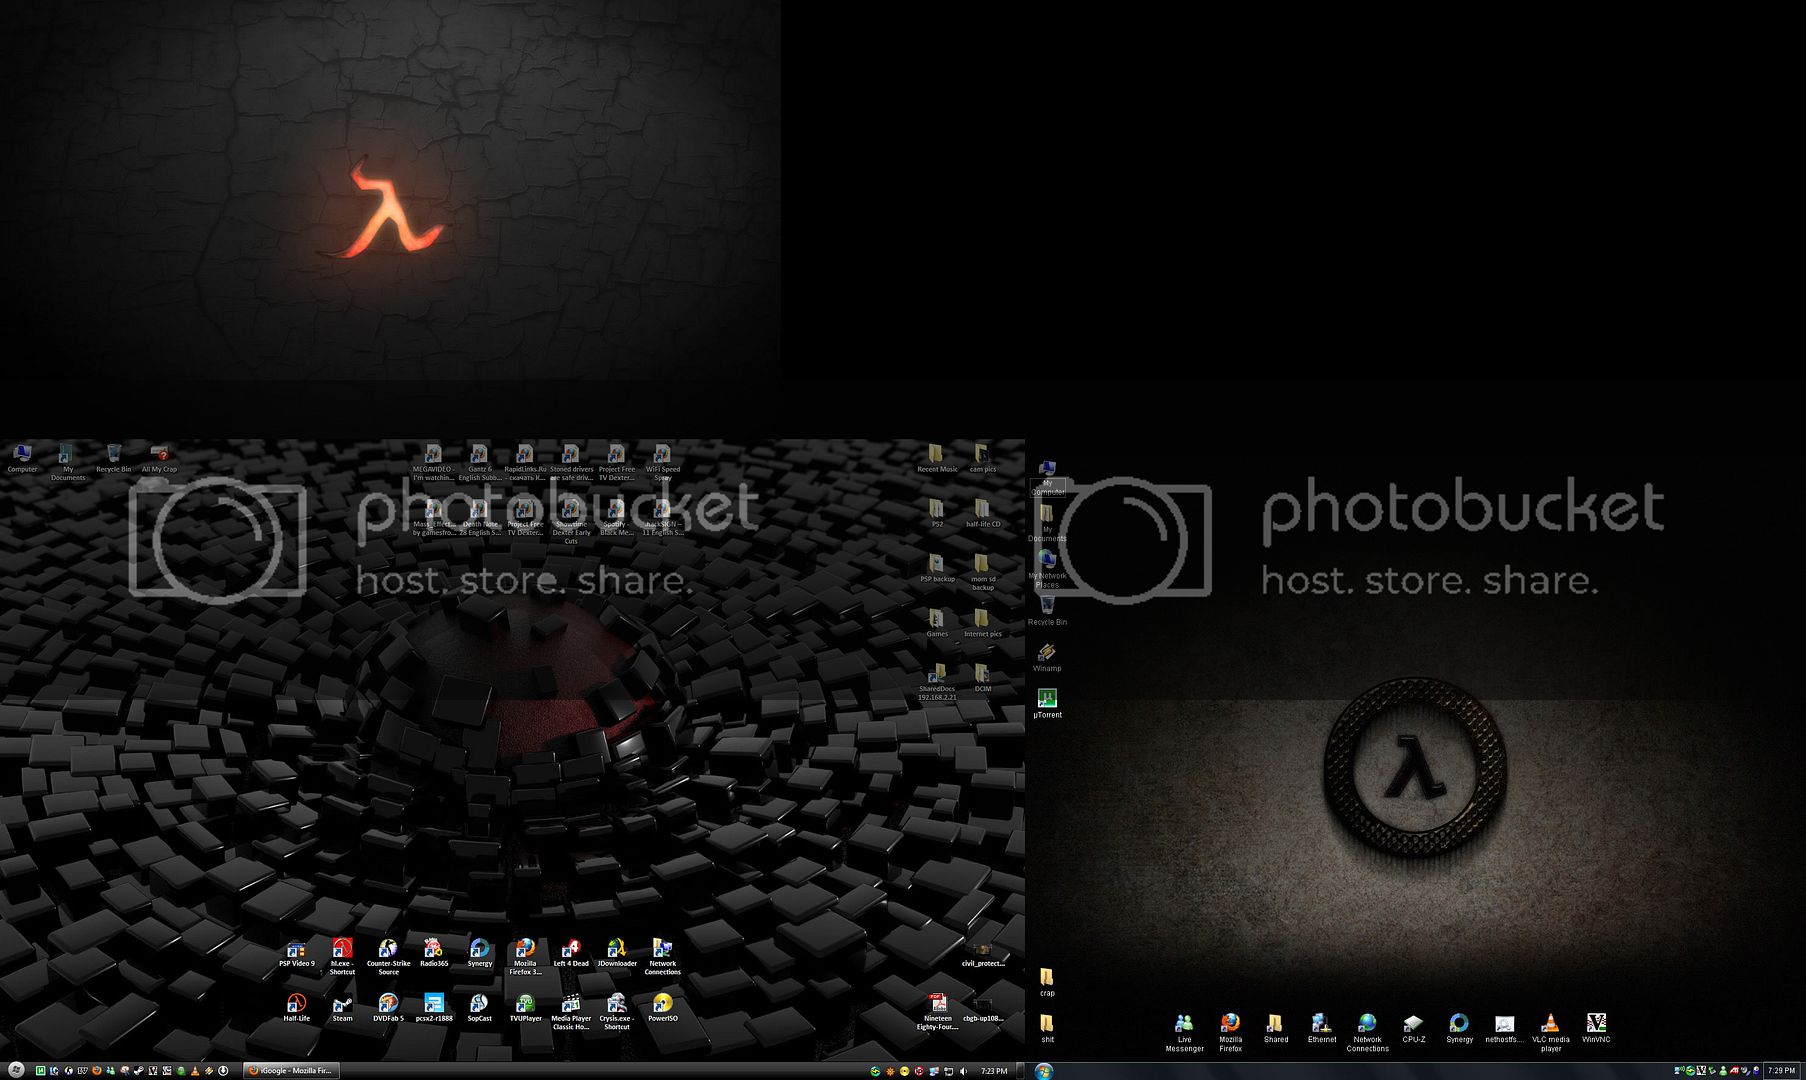 Computer
My
Documents
Recycle Bin
All My Crap
MEGAVIDEO -
I'm watchin...
Gantz 6
English Subb...
RapidLinks.Ru
- скачать К...
Stoned drivers
are safe driv...
Project Free
TV Dexter...
WiFi Speed
Spray
Recent Music
cam pics
My
Computer
photobucket
host. store. share.
photobucket
host. store. share.
Mass_Effect...
by gamesfro...
Death Note
28 English S...
Project Free
TV Dexter...
Showtime
Dexter Early
Cuts
Spotify -
Black Me...
.hackSIGN --
11 English S...
PS2
half-life CD
My
Documents
PSP backup
mom sd
backup
My Network
Places
Games
Internet pics
Recycle Bin
Winamp
SharedDocs
192.168.2.21
DCIM
µTorrent
PSP Video 9
hl.exe -
Shortcut
Counter-Strike
Source
Radio365
Synergy
Mozilla
Firefox 3...
Left 4 Dead
JDownloader
Network
Connections
civil_protect...
crap
Half-Life
Steam
DVDFab 5
pcsx2-r1888
SopCast
TVUPlayer
Media Player
Classic Ho...
Crysis.exe -
Shortcut
PowerISO
Nineteen
Eighty-Four....
cbgb-up108...
shit
Live
Messenger
Mozilla
Firefox
Shared
Ethernet
Network
Connections
CPU-Z
Synergy
nethostfs....
VLC media
player
WinVNC
iGoogle - Mozilla Fir...
7:23 PM
7:29 PM